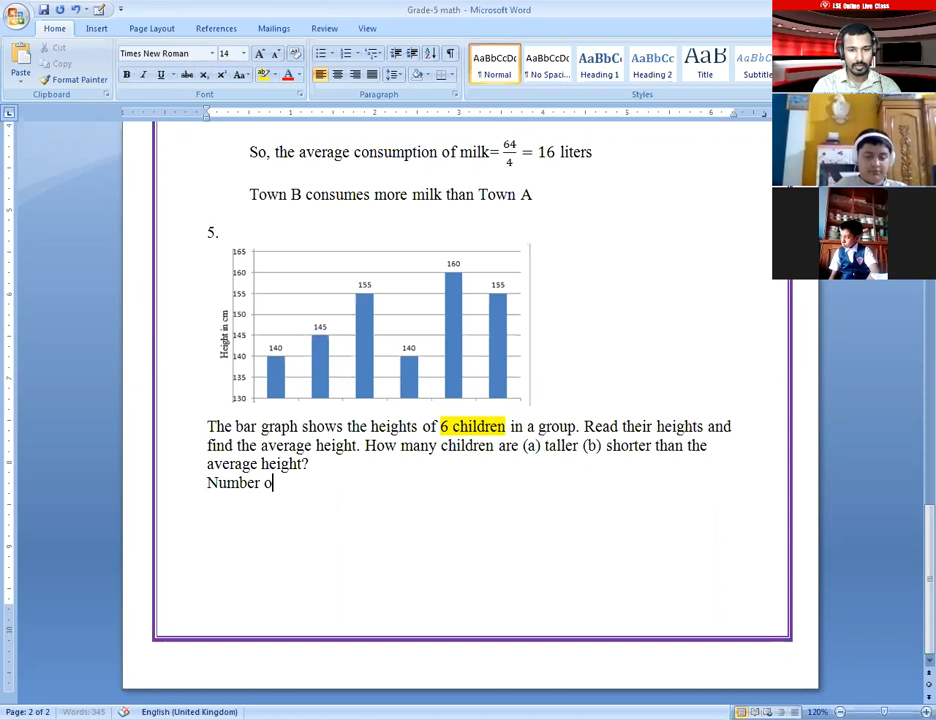 Grade-5 math - Microsoft Word
LSE Online Live Class
Home Insert Page Layout References Mailings Review View
Cut
Copy
Format Painter
Paste
Clipboard
Times New Roman 14
Font
Paragraph
AaBbCcDc AaBbCcDc AaBbCc AaBbCc AaB AaBbCc
¶ Normal ¶ No Spaci... Heading 1 Heading 2 Title Subtitle
Styles
So, the average consumption of milk= 64/4 = 16 liters
Town B consumes more milk than Town A
5.
165
160
155
150
145
140
135
130
Height in cm
140 145 155 140 160 155
The bar graph shows the heights of 6 children in a group. Read their heights and
find the average height. How many children are (a) taller (b) shorter than the
average height?
Number o
Page: 2 of 2 Words: 345 English (United Kingdom) 120%